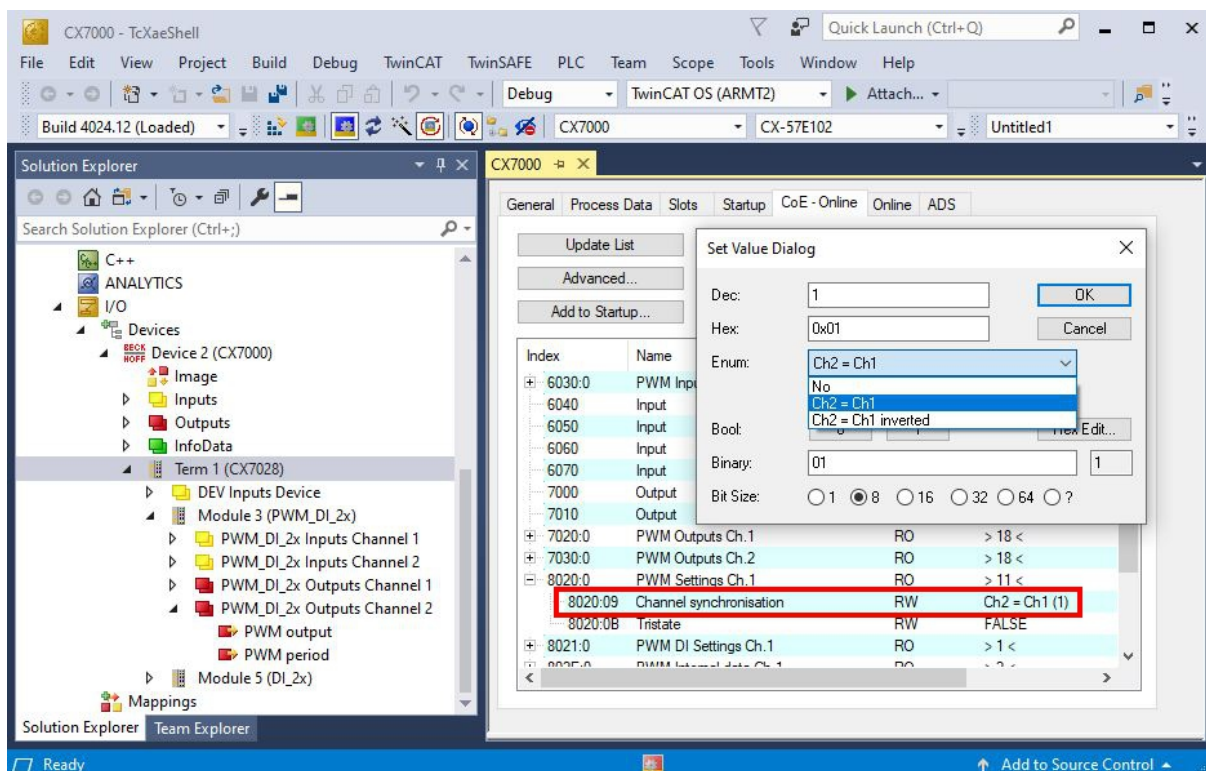 CX7000 - TcXaeShell
Quick Launch (Ctrl+Q)
File Edit View Project Build Debug TwinCAT TwinSAFE PLC Team Scope Tools Window Help
Debug TwinCAT OS (ARMT2) Attach...
Build 4024.12 (Loaded) CX7000 CX-57E102 Untitled1
Solution Explorer
Search Solution Explorer (Ctrl+;)
C++
ANALYTICS
I/O
Devices
BECK
HOFF
Device 2 (CX7000)
Image
Inputs
Outputs
InfoData
Term 1 (CX7028)
DEV Inputs Device
Module 3 (PWM_DI_2x)
PWM_DI_2x Inputs Channel 1
PWM_DI_2x Inputs Channel 2
PWM_DI_2x Outputs Channel 1
PWM_DI_2x Outputs Channel 2
PWM output
PWM period
Module 5 (DI_2x)
Mappings
Solution Explorer Team Explorer
CX7000
General Process Data Slots Startup CoE - Online Online ADS
Update List
Advanced...
Add to Startup...
Index Name
6030:0 PWM Inpu
6040 Input
6050 Input
6060 Input
6070 Input
7000 Output
7010 Output
7020:0 PWM Outputs Ch.1 RO > 18 <
7030:0 PWM Outputs Ch.2 RO > 18 <
8020:0 PWM Settings Ch.1 RO > 11 <
8020:09 Channel synchronisation RW Ch2 = Ch1 (1)
8020:0B Tristate RW FALSE
8021:0 PWM DI Settings Ch.1 RO > 1 <
Set Value Dialog
Dec: 1 OK
Hex: 0x01 Cancel
Enum: Ch2 = Ch1
No
Ch2 = Ch1
Ch2 = Ch1 inverted
Bool: Hex Edit...
Binary: 01 1
Bit Size: 1 8 16 32 64 ?
Ready Add to Source Control